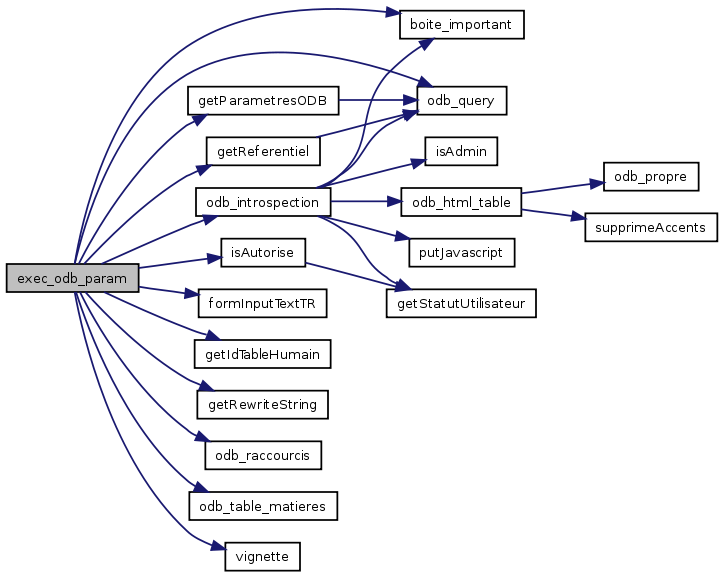 boite_important
getParametresODB
odb_query
getReferentiel
isAdmin
odb_introspection
odb_html_table
odb_propre
supprimeAccents
isAutorise
putJavascript
exec_odb_param
formInputTextTR
getStatutUtilisateur
getIdTableHumain
getRewriteString
odb_raccourcis
odb_table_matieres
vignette